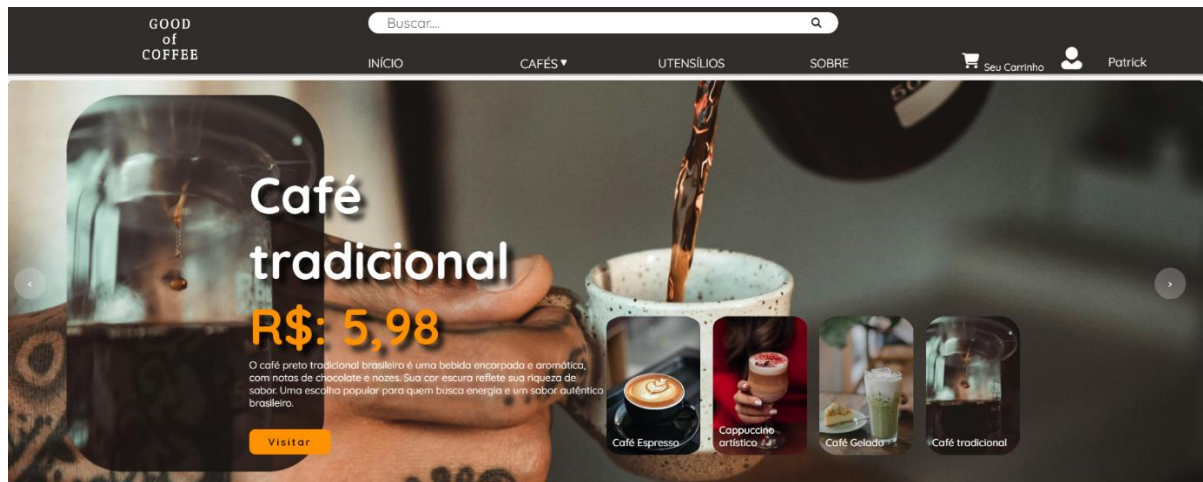 GOOD
of
COFFEE
Buscar....
INÍCIO
CAFÉS▼
UTENSÍLIOS
SOBRE
Seu Carrinho
Patrick
Café
tradicional
R$: 5,98
O café preto tradicional brasileiro é uma bebida encorpada e aromática,
com notas de chocolate e nozes. Sua cor escura reflete sua riqueza de
sabor. Uma escolha popular para quem busca energia e um sabor autêntico
brasileiro.
Visitar
Café Espresso
Cappuccino
artístico
Café Gelado
Café tradicional